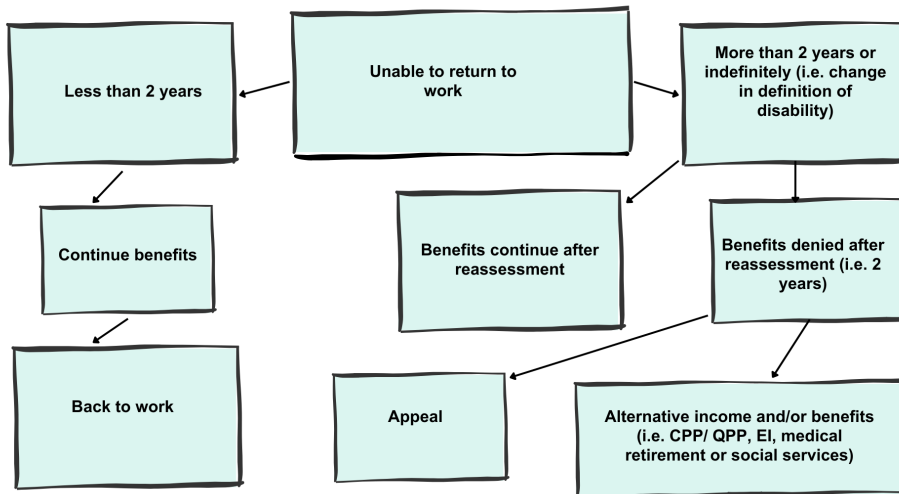 Less than 2 years
Unable to return to
work
More than 2 years or
indefinitely (i.e. change
in definition of
disability)
Continue benefits
Benefits continue after
reassessment
Benefits denied after
reassessment (i.e. 2
years)
Back to work
Appeal
Alternative income and/or benefits
(i.e. CPP/ QPP, EI, medical
retirement or social services)